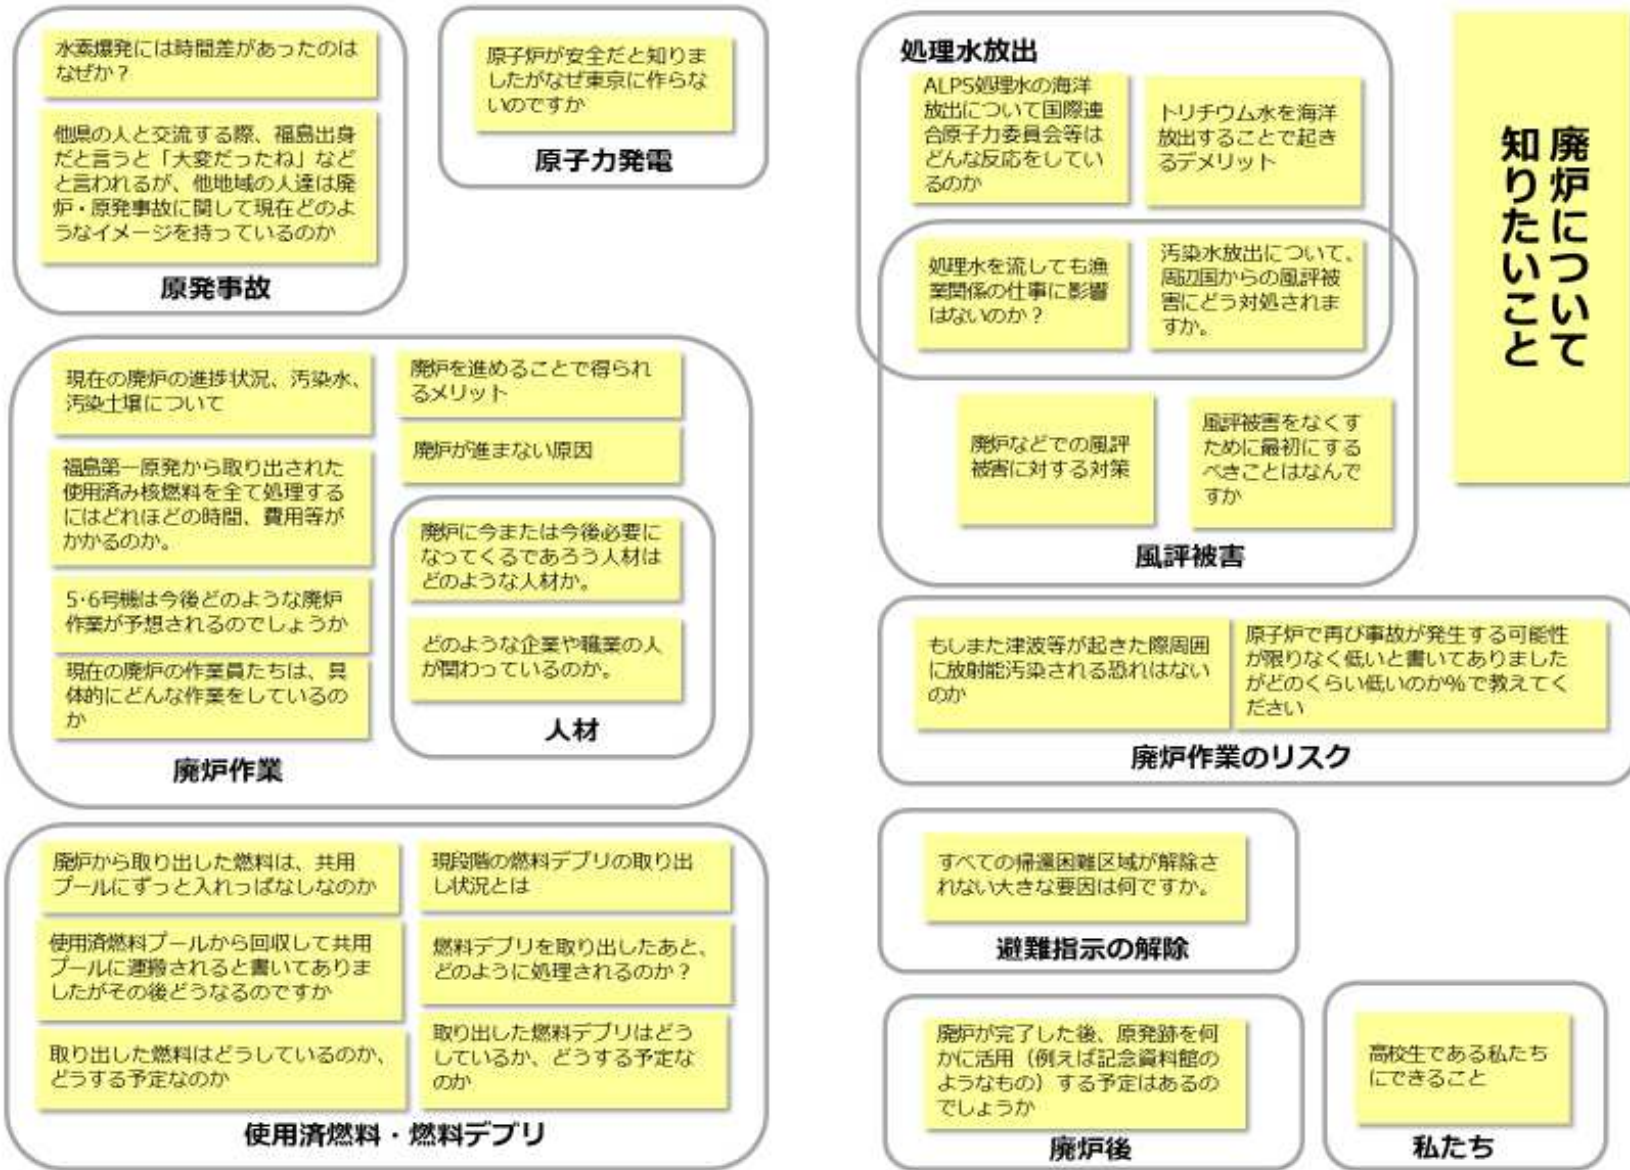 廃炉について
知りたいこと
水素爆発には時間差があったのは
なぜか？
他県の人と交流する際、福島出身
だと言うと「大変だったね」など
と言われるが、他地域の人達は廃
炉・原発事故に関して現在どのよ
うなイメージを持っているのか
原発事故
原子炉が安全だと知りま
したがなぜ東京に作らな
いのですか
原子力発電
現在の廃炉の進捗状況、汚染水、
汚染土壌について
福島第一原発から取り出された
使用済み核燃料を全て処理する
にはどれほどの時間、費用等が
かかるのか。
5・6号機は今後どのような廃炉
作業が予想されるのでしょうか
現在の廃炉の作業員たちは、具
体的にどんな作業をしているの
か
廃炉を進めることで得られ
るメリット
廃炉が進まない原因
廃炉に今または今後必要に
なってくるであろう人材は
どのような人材か。
どのような企業や職業の人
が関わっているのか。
人材
廃炉作業
廃炉から取り出した燃料は、共用
プールにずっと入れっぱなしなのか
使用済燃料プールから回収して共用
プールに運搬されると書いてありま
したがその後どうなるのですか
取り出した燃料はどうしているのか、
どうする予定なのか
現段階の燃料デブリの取り出
し状況とは
燃料デブリを取り出したあと、
どのように処理されるのか？
取り出した燃料デブリはどう
しているか、どうする予定な
のか
使用済燃料・燃料デブリ
処理水放出
ALPS処理水の海洋
放出について国際連
合原子力委員会等は
どんな反応をしてい
るのか
トリチウム水を海洋
放出することで起き
るデメリット
処理水を流しても漁
業関係の仕事に影響
はないのか？
汚染水放出について、
周辺国からの風評被
害にどう対処されま
すか。
廃炉などでの風評
被害に対する対策
風評被害をなくす
ために最初にする
べきことはなんで
すか
風評被害
もしまた津波等が起きた際周囲
に放射能汚染される恐れはない
のか
原子炉で再び事故が発生する可能性
が限りなく低いと書いてありました
がどのくらい低いのか%で教えてく
ださい
廃炉作業のリスク
すべての帰還困難区域が解除さ
れない大きな要因は何ですか。
避難指示の解除
廃炉が完了した後、原発跡を何
かに活用（例えば記念資料館の
ようなもの）する予定はあるの
でしょうか
廃炉後
高校生である私たち
にできること
私たち